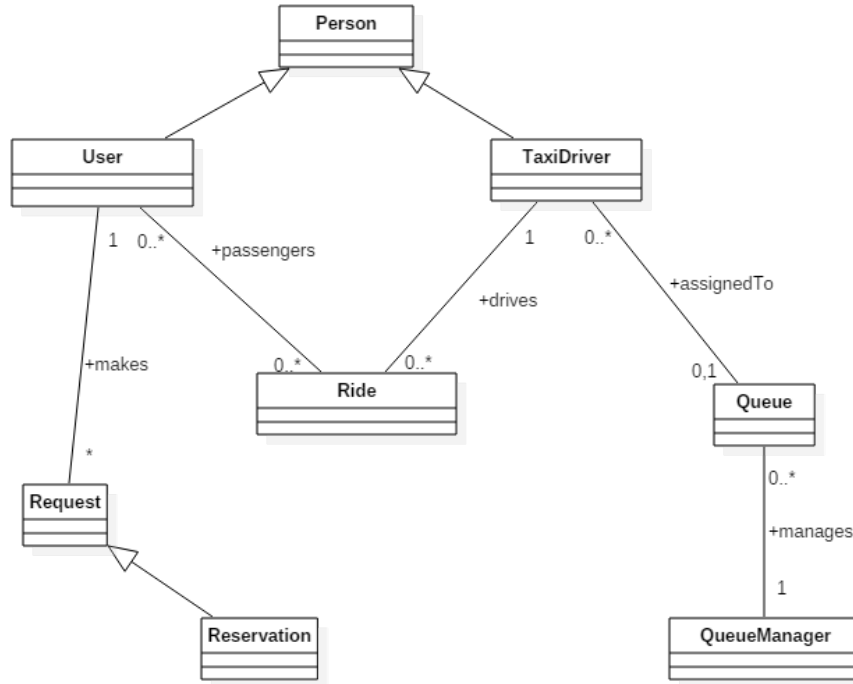 Person
User
TaxiDriver
1
0..*
+passengers
1
0..*
+assignedTo
+drives
+makes
0..*
0..*
0,1
Ride
Queue
*
0..*
Request
+manages
1
Reservation
QueueManager